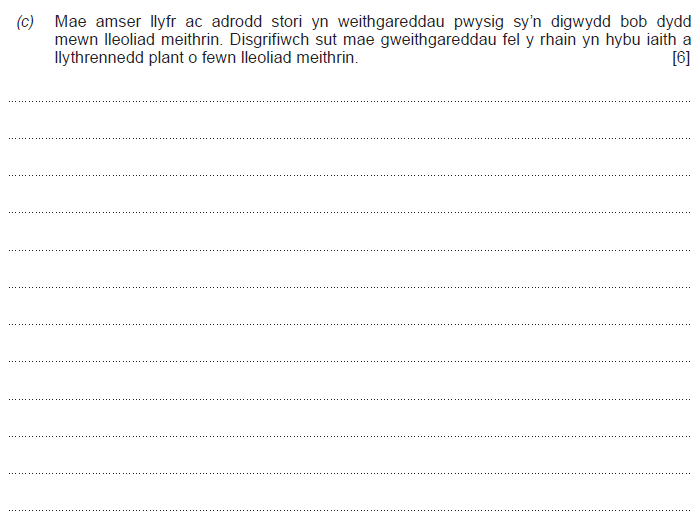 (c) Mae amser llyfr ac adrodd stori yn weithgareddau pwysig sy'n digwydd bob dydd
mewn lleoliad meithrin. Disgrifiwch sut mae gweithgareddau fel y rhain yn hybu iaith a
llythrennedd plant o fewn lleoliad meithrin. [6]